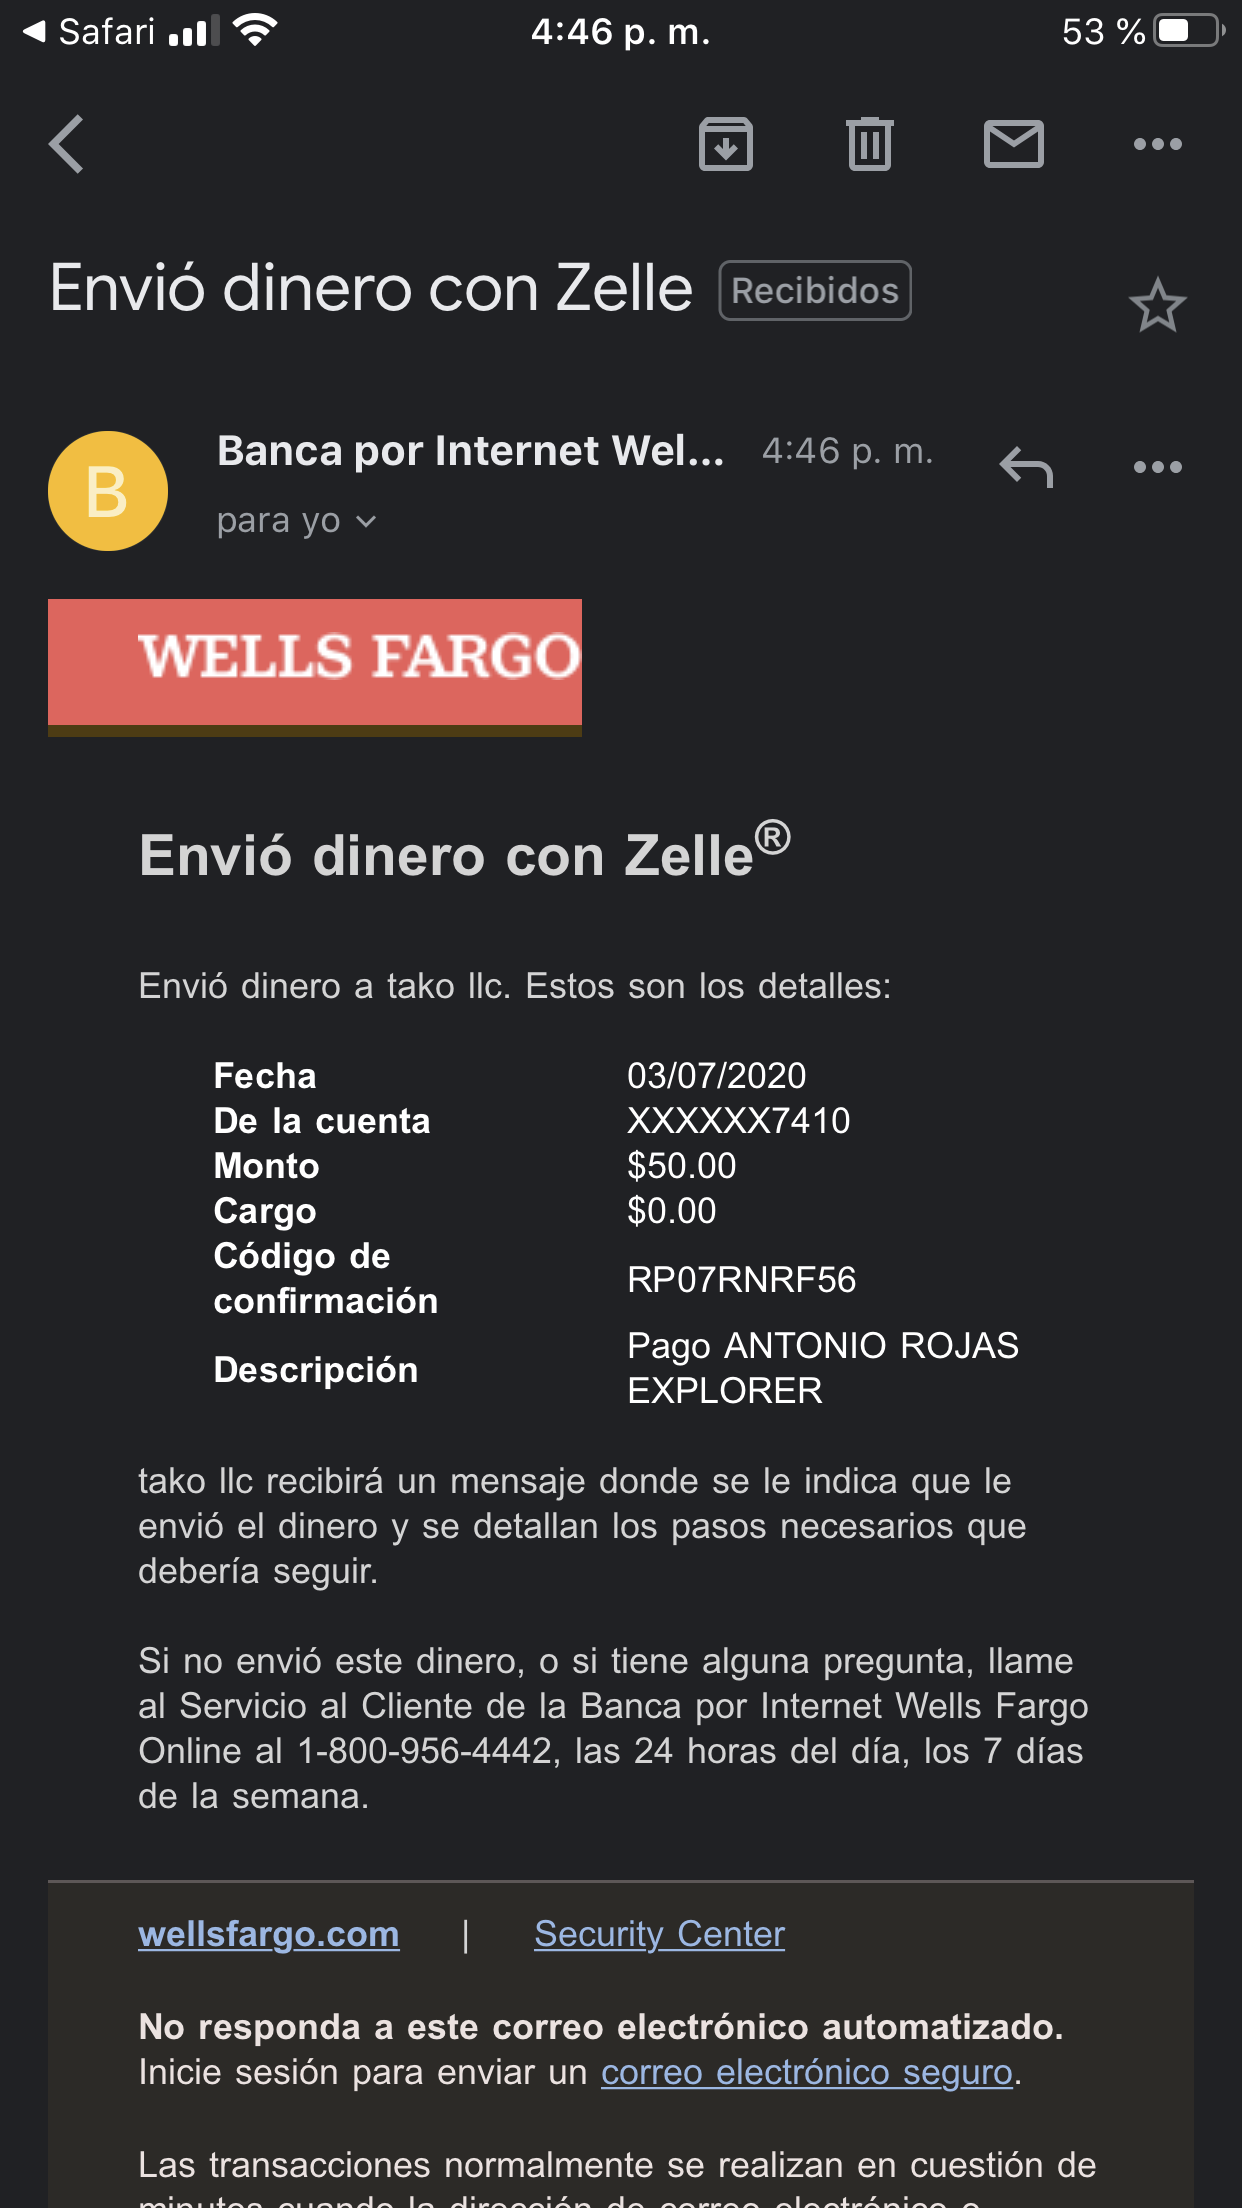 Safari 4:46 p. m. 53 %
Envió dinero con Zelle Recibidos
B Banca por Internet Wel... 4:46 p. m.
para yo
WELLS FARGO
Envió dinero con Zelle®
Envió dinero a tako llc. Estos son los detalles:
Fecha 03/07/2020
De la cuenta XXXXXX7410
Monto $50.00
Cargo $0.00
Código de
confirmación RP07RNRF56
Descripción Pago ANTONIO ROJAS
EXPLORER
tako llc recibirá un mensaje donde se le indica que le
envió el dinero y se detallan los pasos necesarios que
debería seguir.
Si no envió este dinero, o si tiene alguna pregunta, llame
al Servicio al Cliente de la Banca por Internet Wells Fargo
Online al 1-800-956-4442, las 24 horas del día, los 7 días
de la semana.
wellsfargo.com | Security Center
No responda a este correo electrónico automatizado.
Inicie sesión para enviar un correo electrónico seguro.
Las transacciones normalmente se realizan en cuestión de
minutos cuando la dirección de correo electrónico o